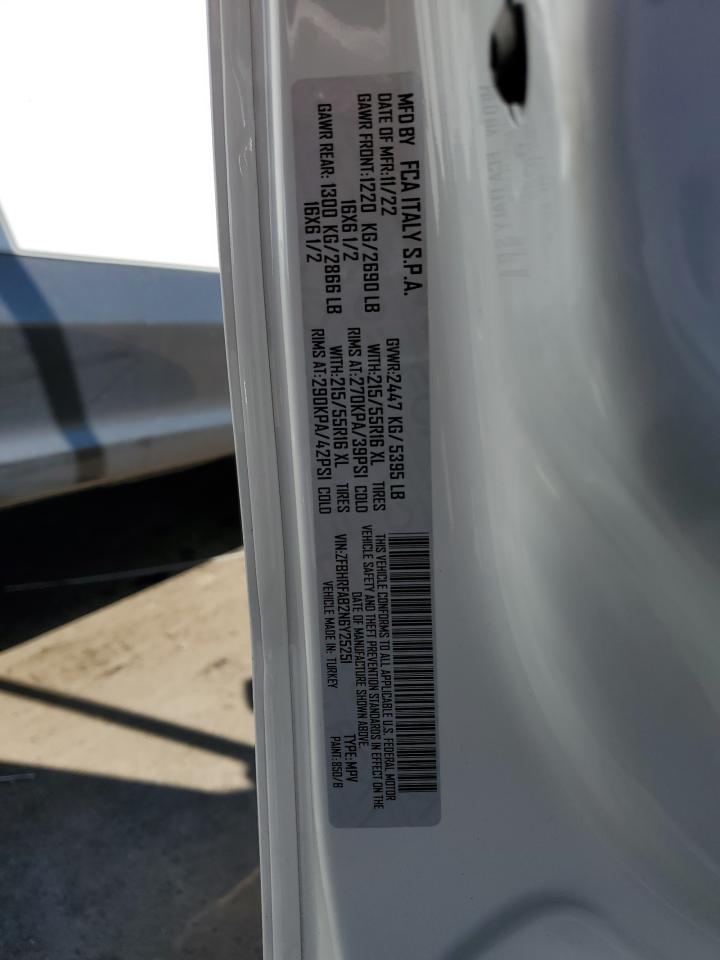 MFD BY FCA ITALY S.P.A.
DATE OF MFR:11/22 GVWR:2447 KG/5395 LB
GAWR FRONT:1220 KG/2690 LB WITH:215/55R16 XL TIRES
16X6 1/2 RIMS AT:270KPA/39PSI COLD
GAWR REAR: 1300 KG/2866 LB WITH:215/55R16 XL TIRES
16X6 1/2 RIMS AT:290KPA/42PSI COLD
THIS VEHICLE CONFORMS TO ALL APPLICABLE U.S. FEDERAL MOTOR
VEHICLE SAFETY AND THEFT PREVENTION STANDARDS IN EFFECT ON THE
DATE OF MANUFACTURE SHOWN ABOVE.
VIN:ZFBHRFAB2N6Y25251 TYPE:MPV
VEHICLE MADE IN: TURKEY PAINT:850/B